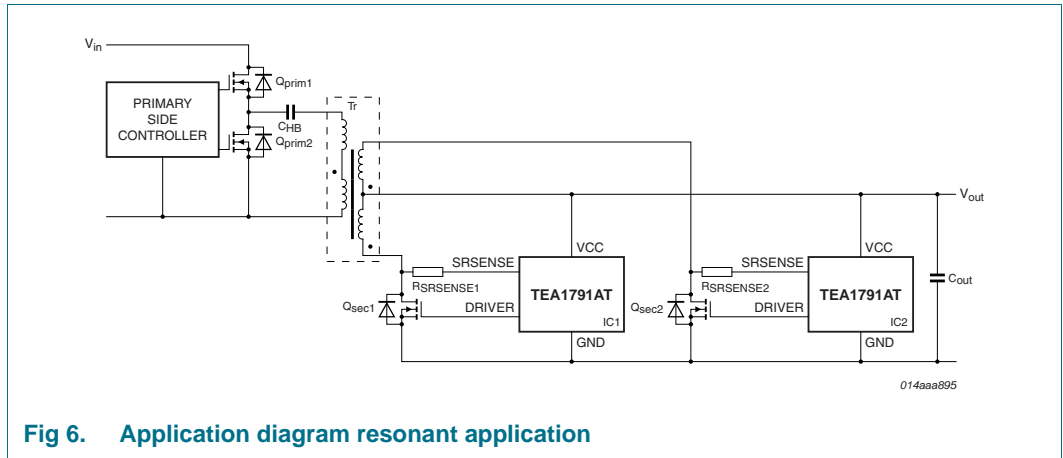 Vin
PRIMARY
SIDE
CONTROLLER
Qprim1
Qprim2
CHB
Tr
Vout
VCC
SRSENSE
RSRSENSE1
TEA1791AT
Qsec1
DRIVER
IC1
GND
VCC
SRSENSE
RSRSENSE2
TEA1791AT
Qsec2
DRIVER
IC2
GND
Cout
014aaa895
Fig 6. Application diagram resonant application